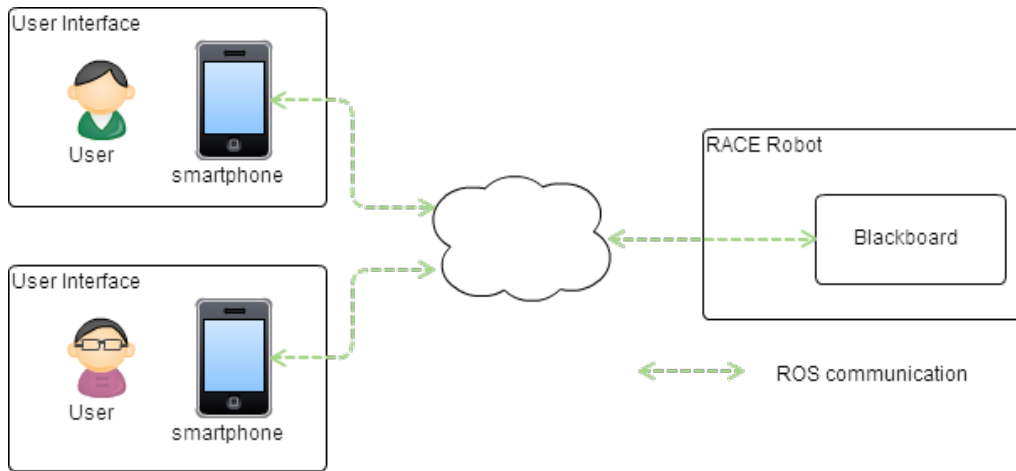 User Interface
User
smartphone
RACE Robot
Blackboard
User Interface
User
smartphone
ROS communication